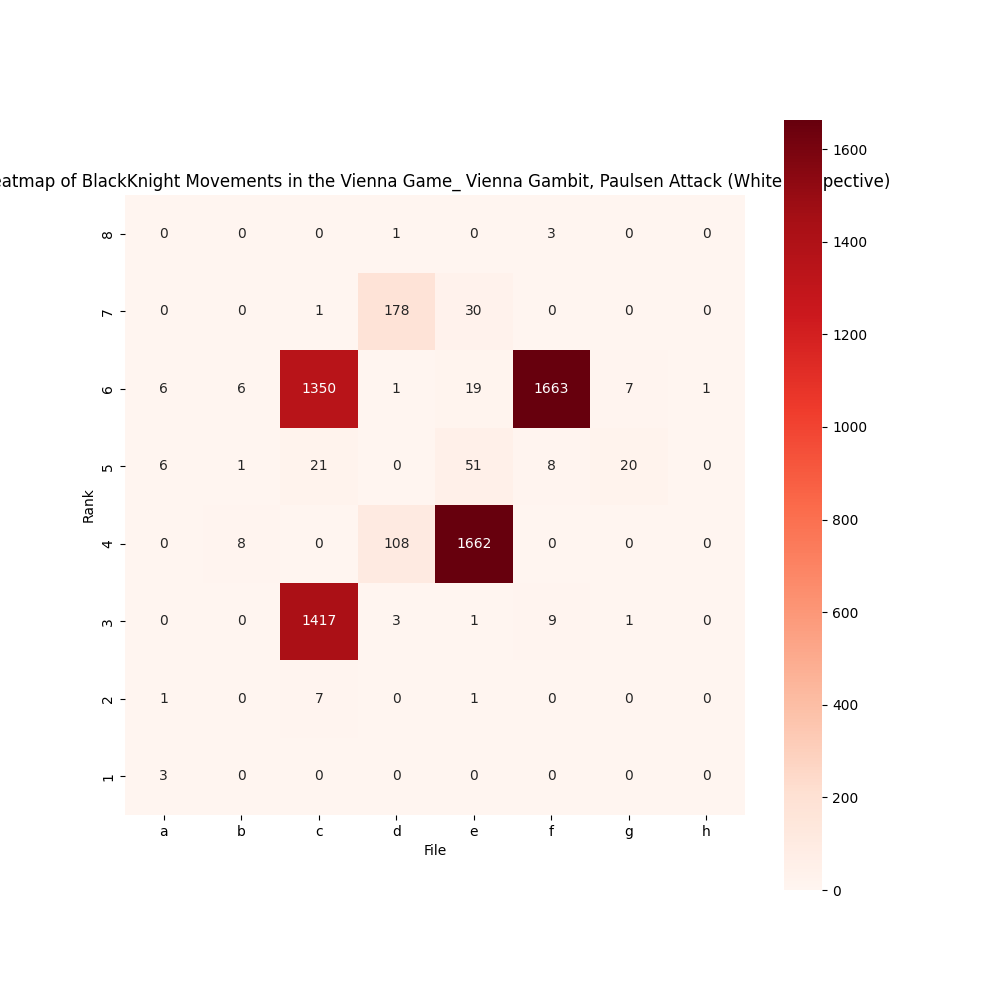 eatmap of BlackKnight Movements in the Vienna Game_ Vienna Gambit, Paulsen Attack (White pective)
Rank
8 0 0 0 1 0 3 0 0
7 0 0 1 178 30 0 0 0
6 6 6 1350 1 19 1663 7 1
5 6 1 21 0 51 8 20 0
4 0 8 0 108 1662 0 0 0
3 0 0 1417 3 1 9 1 0
2 1 0 7 0 1 0 0 0
1 3 0 0 0 0 0 0 0
a b c d e f g h
File
1600
1400
1200
1000
800
600
400
200
0